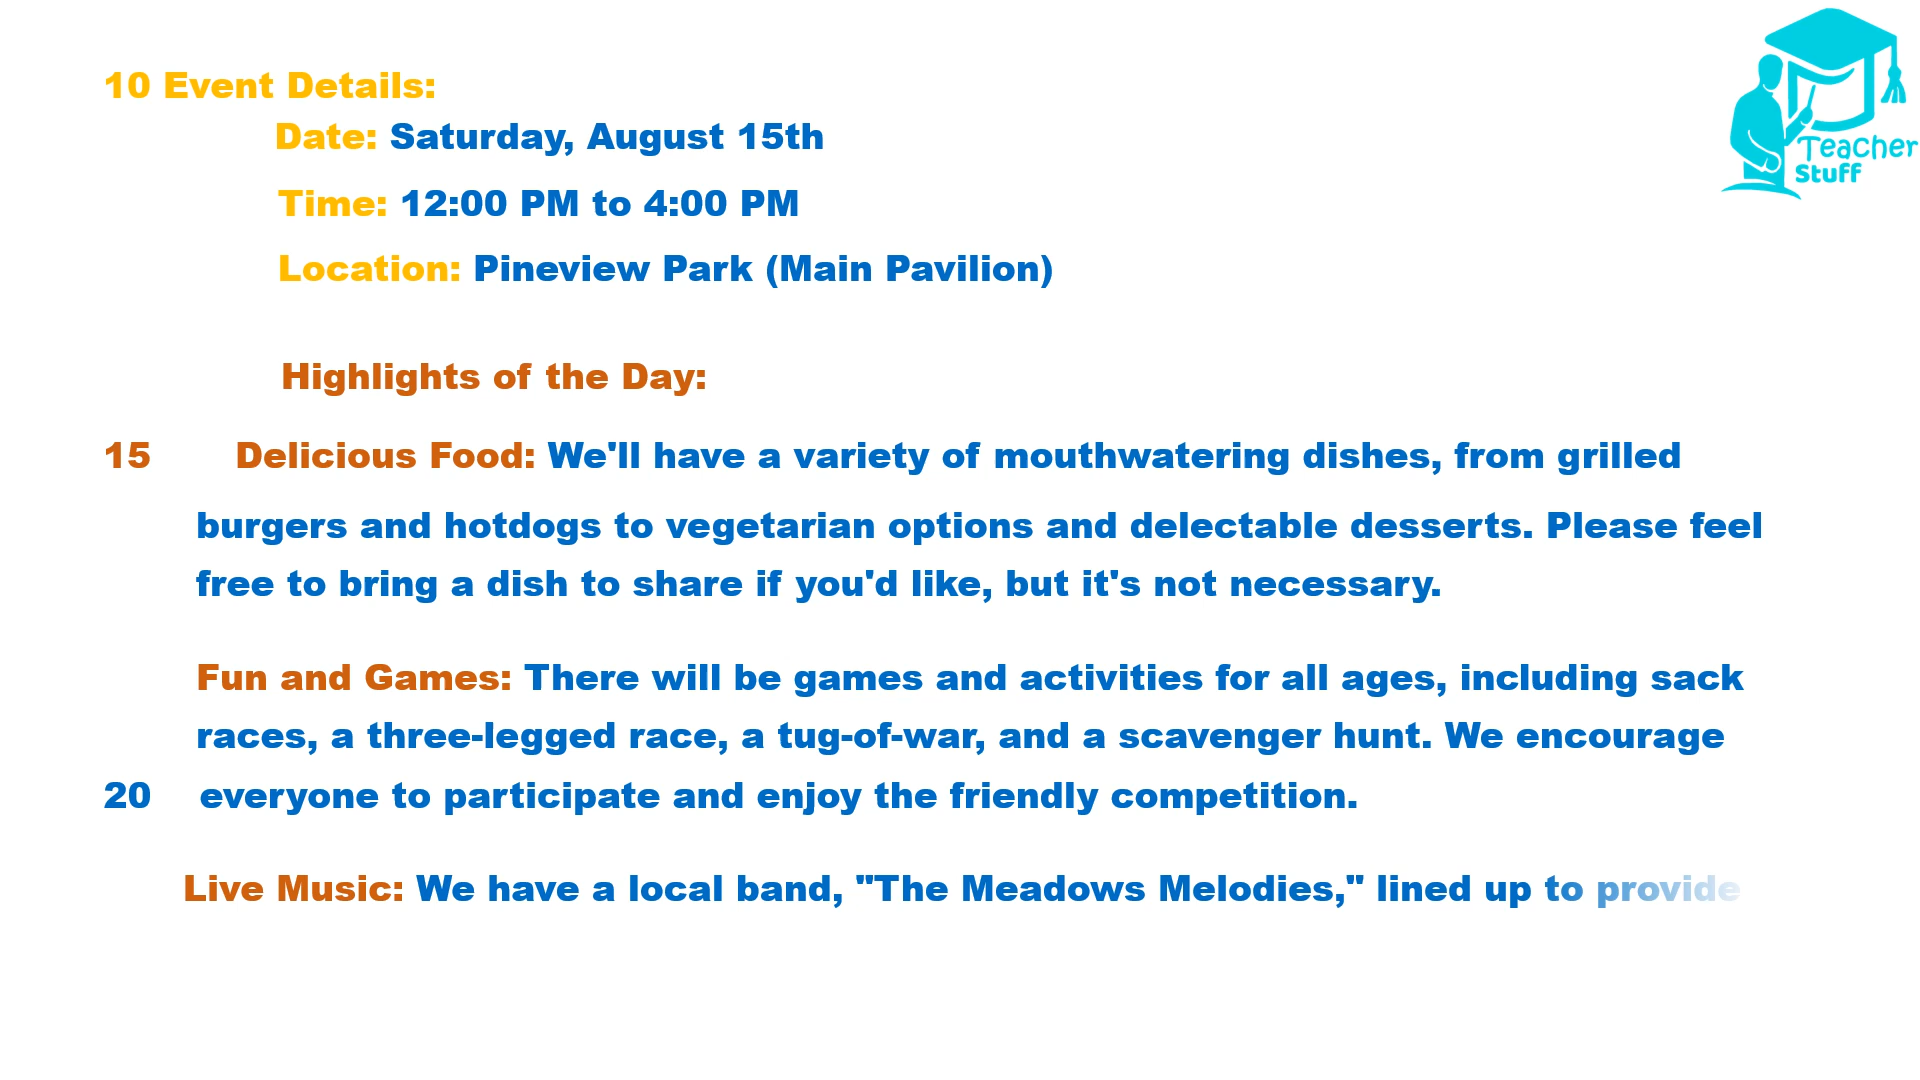 10 Event Details:
Date: Saturday, August 15th
Time: 12:00 PM to 4:00 PM
Location: Pineview Park (Main Pavilion)
Highlights of the Day:
15 Delicious Food: We'll have a variety of mouthwatering dishes, from grilled
burgers and hotdogs to vegetarian options and delectable desserts. Please feel
free to bring a dish to share if you'd like, but it's not necessary.
Fun and Games: There will be games and activities for all ages, including sack
races, a three-legged race, a tug-of-war, and a scavenger hunt. We encourage
20 everyone to participate and enjoy the friendly competition.
Live Music: We have a local band, "The Meadows Melodies," lined up to provide
Teacher
Stuff